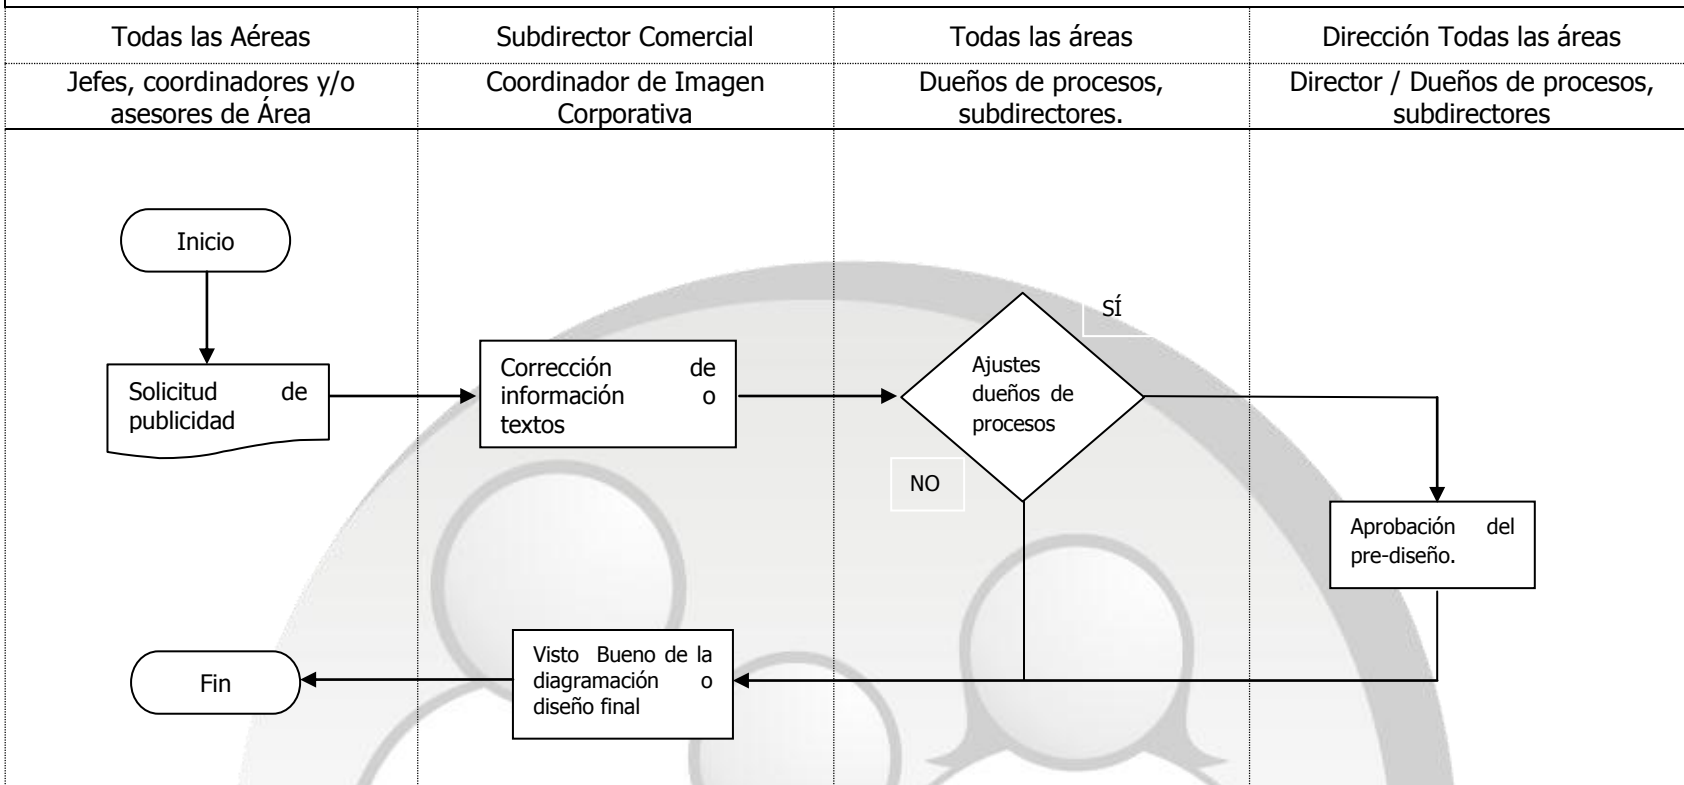 Todas las Aéreas
Subdirector Comercial
Todas las áreas
Dirección Todas las áreas
Jefes, coordinadores y/o
asesores de Área
Coordinador de Imagen
Corporativa
Dueños de procesos,
subdirectores.
Director / Dueños de procesos,
subdirectores
Inicio
Solicitud de
publicidad
Corrección de
información o
textos
Ajustes
dueños de
procesos
SÍ
NO
Aprobación del
pre-diseño.
Visto Bueno de la
diagramación o
diseño final
Fin